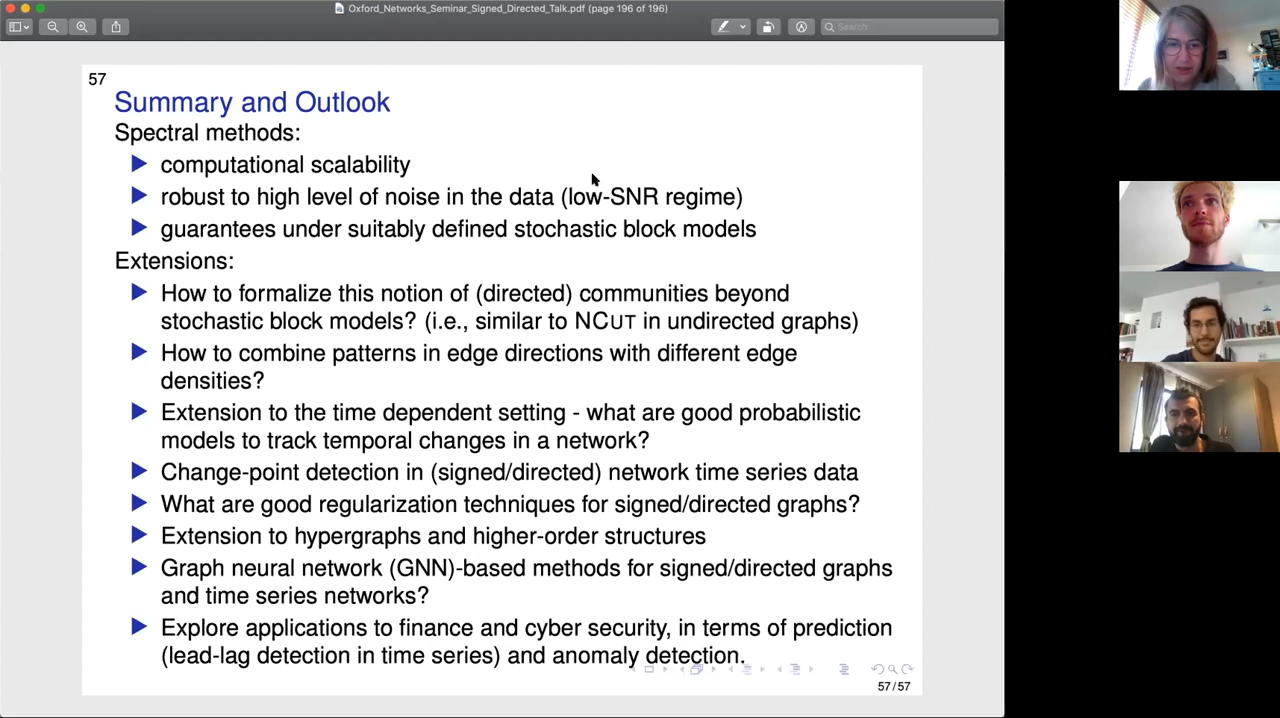 Oxford_Networks_Seminar_Signed_Directed_Talk.pdf (page 196 of 196)
Search
57
Summary and Outlook
Spectral methods:
computational scalability
robust to high level of noise in the data (low-SNR regime)
guarantees under suitably defined stochastic block models
Extensions:
How to formalize this notion of (directed) communities beyond
stochastic block models? (i.e., similar to NCUT in undirected graphs)
How to combine patterns in edge directions with different edge
densities?
Extension to the time dependent setting - what are good probabilistic
models to track temporal changes in a network?
Change-point detection in (signed/directed) network time series data
What are good regularization techniques for signed/directed graphs?
Extension to hypergraphs and higher-order structures
Graph neural network (GNN)-based methods for signed/directed graphs
and time series networks?
Explore applications to finance and cyber security, in terms of prediction
(lead-lag detection in time series) and anomaly detection.
57/57